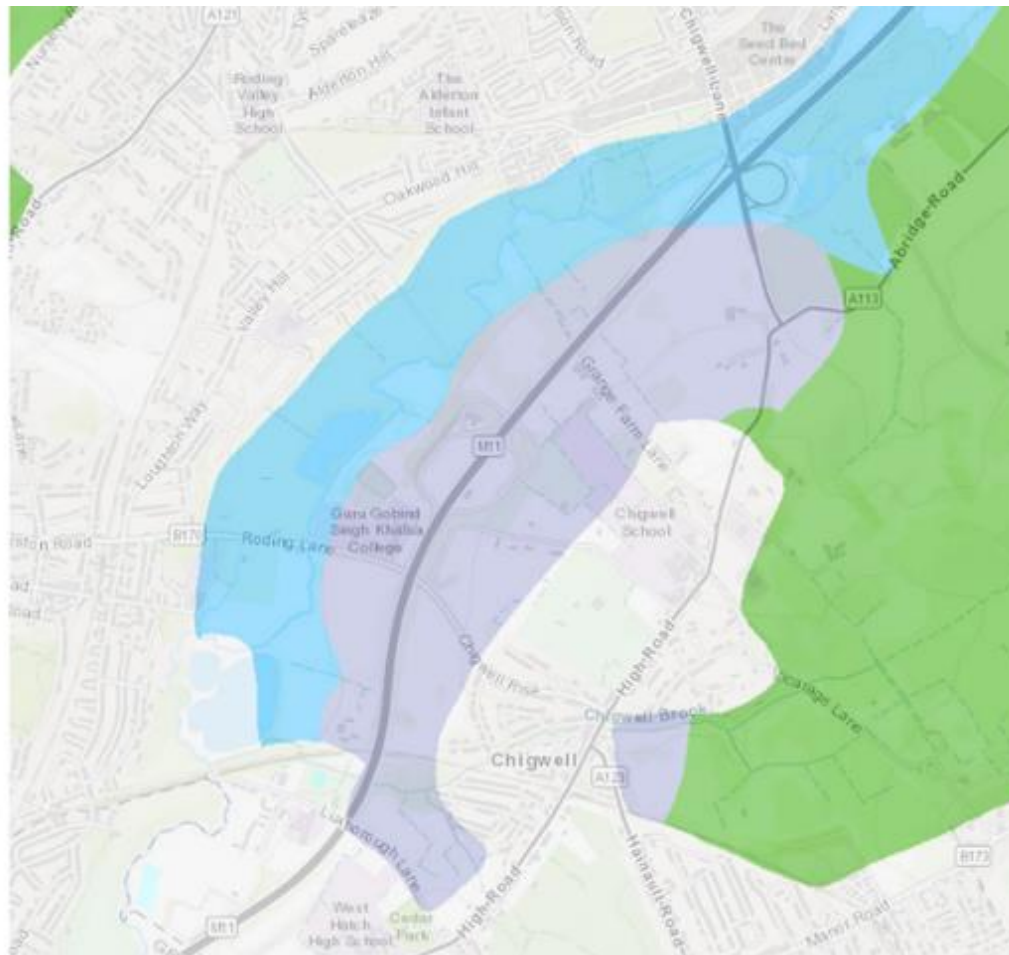 A121
Chigwell Lane
The
Seed Bed
Center
Alderton Hill
Roding
Valley
High
School
The
Alderton
Infant
School
Oakwood Hill
Abridge Road
Valley Hill
A113
Grange Farm Lane
Loughton Way
M11
Guru Gobind
Singh Khalsa
College
Chigwell
School
B170
Roding Lane
Road
Chigwell Rise
High Road
Vicarage Lane
Chigwell Brook
Chigwell
A123
Luxborough Lane
Hainault Road
B173
West
Hatch
High School
High Road
Manor Road
M11